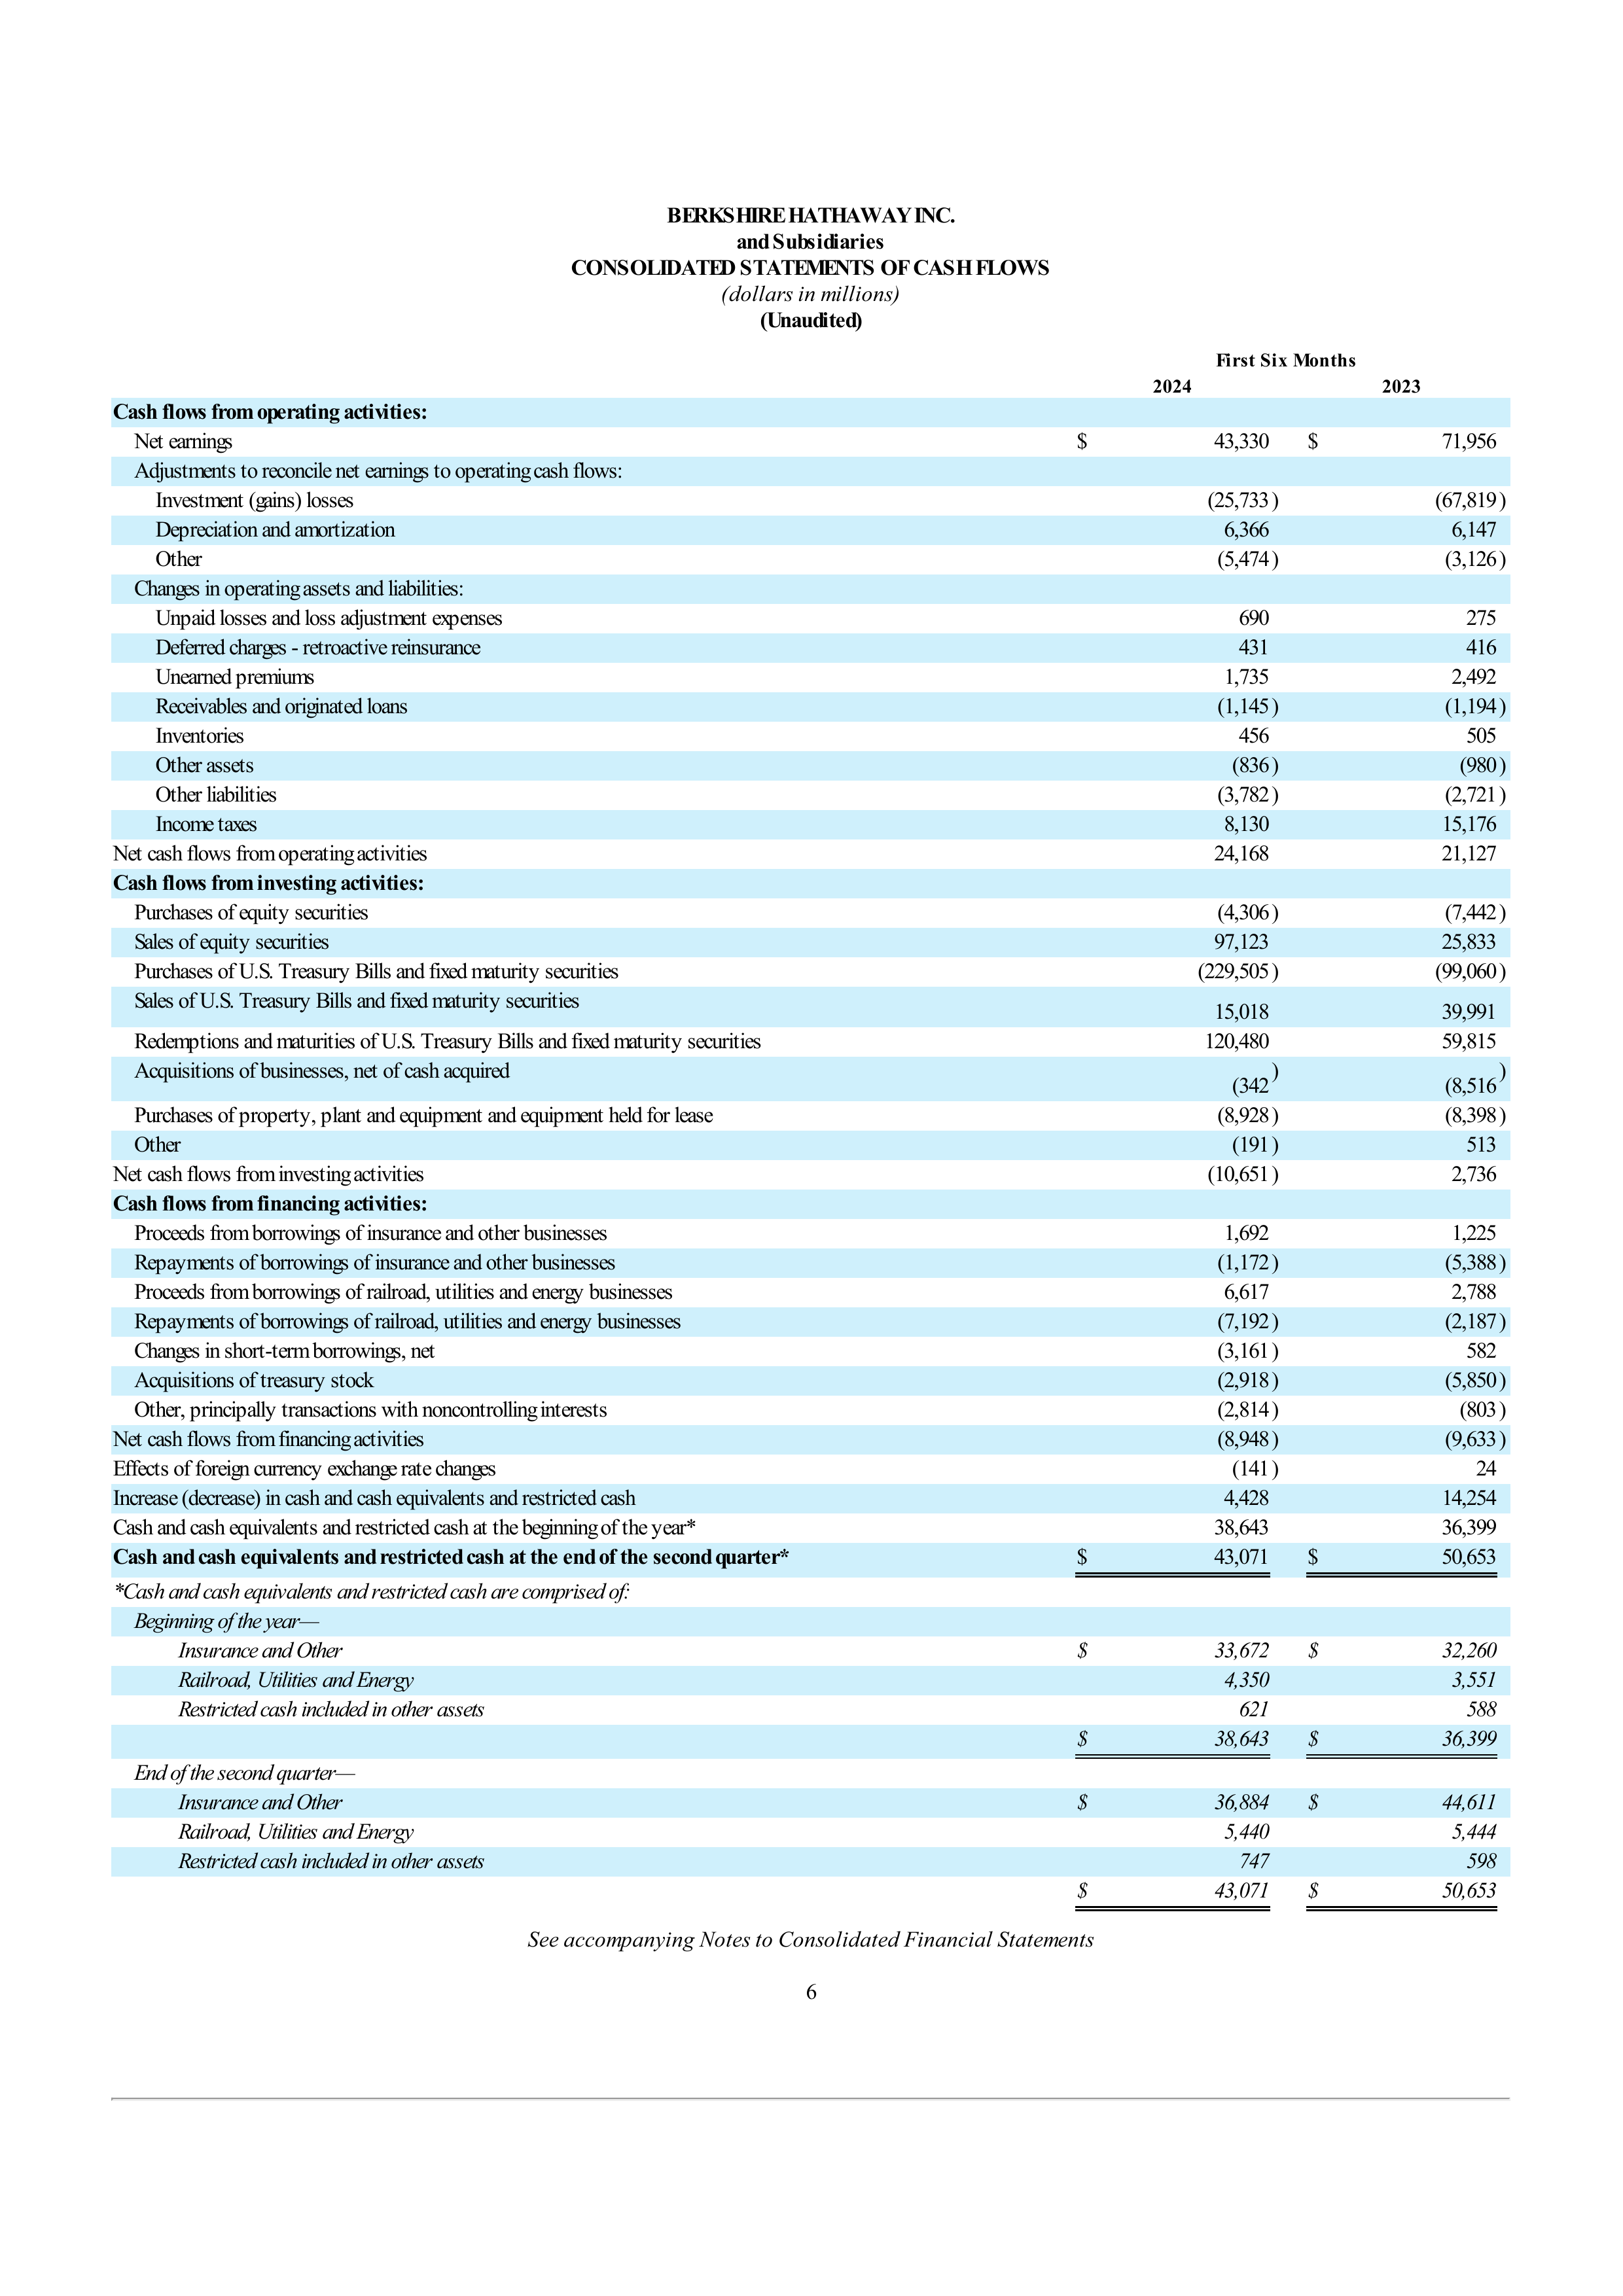 BERKSHIRE HATHAWAY INC.
and Subsidiaries
CONSOLIDATED STATEMENTS OF CASH FLOWS
(dollars in millions)
(Unaudited)
First Six Months
2024 2023
Cash flows from operating activities:
Net earnings $ 43,330 $ 71,956
Adjustments to reconcile net earnings to operating cash flows:
Investment (gains) losses (25,733) (67,819)
Depreciation and amortization 6,366 6,147
Other (5,474) (3,126)
Changes in operating assets and liabilities:
Unpaid losses and loss adjustment expenses 690 275
Deferred charges - retroactive reinsurance 431 416
Unearned premiums 1,735 2,492
Receivables and originated loans (1,145) (1,194)
Inventories 456 505
Other assets (836) (980)
Other liabilities (3,782) (2,721)
Income taxes 8,130 15,176
Net cash flows from operating activities 24,168 21,127
Cash flows from investing activities:
Purchases of equity securities (4,306) (7,442)
Sales of equity securities 97,123 25,833
Purchases of U.S. Treasury Bills and fixed maturity securities (229,505) (99,060)
Sales of U.S. Treasury Bills and fixed maturity securities 15,018 39,991
Redemptions and maturities of U.S. Treasury Bills and fixed maturity securities 120,480 59,815
Acquisitions of businesses, net of cash acquired (342) (8,516)
Purchases of property, plant and equipment and equipment held for lease (8,928) (8,398)
Other (191) 513
Net cash flows from investing activities (10,651) 2,736
Cash flows from financing activities:
Proceeds from borrowings of insurance and other businesses 1,692 1,225
Repayments of borrowings of insurance and other businesses (1,172) (5,388)
Proceeds from borrowings of railroad, utilities and energy businesses 6,617 2,788
Repayments of borrowings of railroad, utilities and energy businesses (7,192) (2,187)
Changes in short-term borrowings, net (3,161) 582
Acquisitions of treasury stock (2,918) (5,850)
Other, principally transactions with noncontrolling interests (2,814) (803)
Net cash flows from financing activities (8,948) (9,633)
Effects of foreign currency exchange rate changes (141) 24
Increase (decrease) in cash and cash equivalents and restricted cash 4,428 14,254
Cash and cash equivalents and restricted cash at the beginning of the year* 38,643 36,399
Cash and cash equivalents and restricted cash at the end of the second quarter* $ 43,071 $ 50,653
*Cash and cash equivalents and restricted cash are comprised of:
Beginning of the year—
Insurance and Other $ 33,672 $ 32,260
Railroad, Utilities and Energy 4,350 3,551
Restricted cash included in other assets 621 588
$ 38,643 $ 36,399
End of the second quarter—
Insurance and Other $ 36,884 $ 44,611
Railroad, Utilities and Energy 5,440 5,444
Restricted cash included in other assets 747 598
$ 43,071 $ 50,653
See accompanying Notes to Consolidated Financial Statements
6